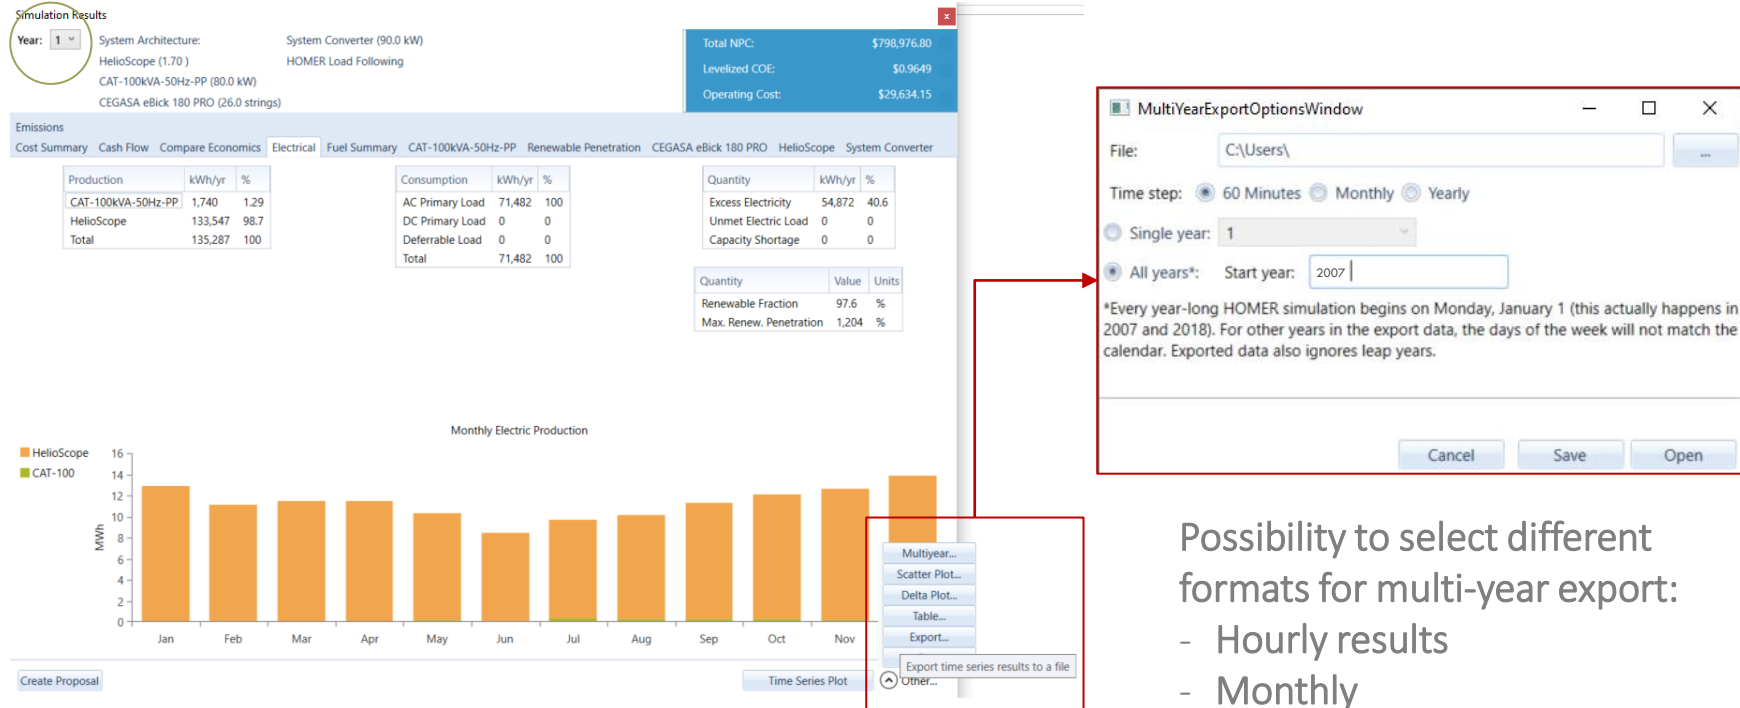 Simulation Results
x
Year: 1
System Architecture:
HelioScope (1.70 )
CAT-100kVA-50Hz-PP (80.0 kW)
CEGASA eBick 180 PRO (26.0 strings)
System Converter (90.0 kW)
HOMER Load Following
Total NPC: $798,976.80
Levelized COE: $0.9649
Operating Cost: $29,634.15
Emissions
Cost Summary Cash Flow Compare Economics Electrical Fuel Summary CAT-100kVA-50Hz-PP Renewable Penetration CEGASA eBick 180 PRO HelioScope System Converter
Production kWh/yr %
CAT-100kVA-50Hz-PP 1,740 1.29
HelioScope 133,547 98.7
Total 135,287 100
Consumption kWh/yr %
AC Primary Load 71,482 100
DC Primary Load 0 0
Deferrable Load 0 0
Total 71,482 100
Quantity kWh/yr %
Excess Electricity 54,872 40.6
Unmet Electric Load 0 0
Capacity Shortage 0 0
Quantity Value Units
Renewable Fraction 97.6 %
Max. Renew. Penetration 1,204 %
Monthly Electric Production
HelioScope
CAT-100
MWh
16
14
12
10
8
6
4
2
0
Jan Feb Mar Apr May Jun Jul Aug Sep Oct Nov
Multiyear...
Scatter Plot...
Delta Plot...
Table...
Export...
Export time series results to a file
Create Proposal
Time Series Plot
Other...
MultiYearExportOptionsWindow
File: C:\Users\ ...
Time step: 60 Minutes Monthly Yearly
Single year: 1
All years*: Start year: 2007
*Every year-long HOMER simulation begins on Monday, January 1 (this actually happens in
2007 and 2018). For other years in the export data, the days of the week will not match the
calendar. Exported data also ignores leap years.
Cancel Save Open
Possibility to select different
formats for multi-year export:
- Hourly results
- Monthly